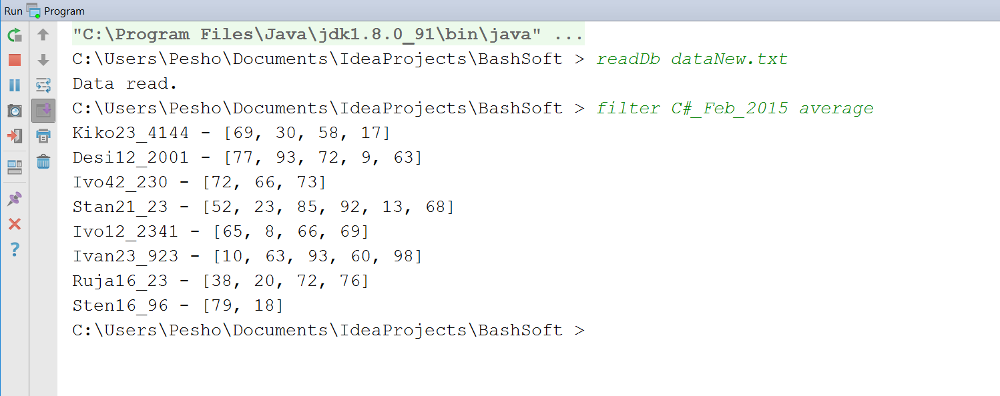 Run Program
"C:\Program Files\Java\jdk1.8.0_91\bin\java" ...
C:\Users\Pesho\Documents\IdeaProjects\BashSoft > readDb dataNew.txt
Data read.
C:\Users\Pesho\Documents\IdeaProjects\BashSoft > filter C#_Feb_2015 average
Kiko23_4144 - [69, 30, 58, 17]
Desi12_2001 - [77, 93, 72, 9, 63]
Ivo42_230 - [72, 66, 73]
Stan21_23 - [52, 23, 85, 92, 13, 68]
Ivo12_2341 - [65, 8, 66, 69]
Ivan23_923 - [10, 63, 93, 60, 98]
Ruja16_23 - [38, 20, 72, 76]
Sten16_96 - [79, 18]
C:\Users\Pesho\Documents\IdeaProjects\BashSoft >